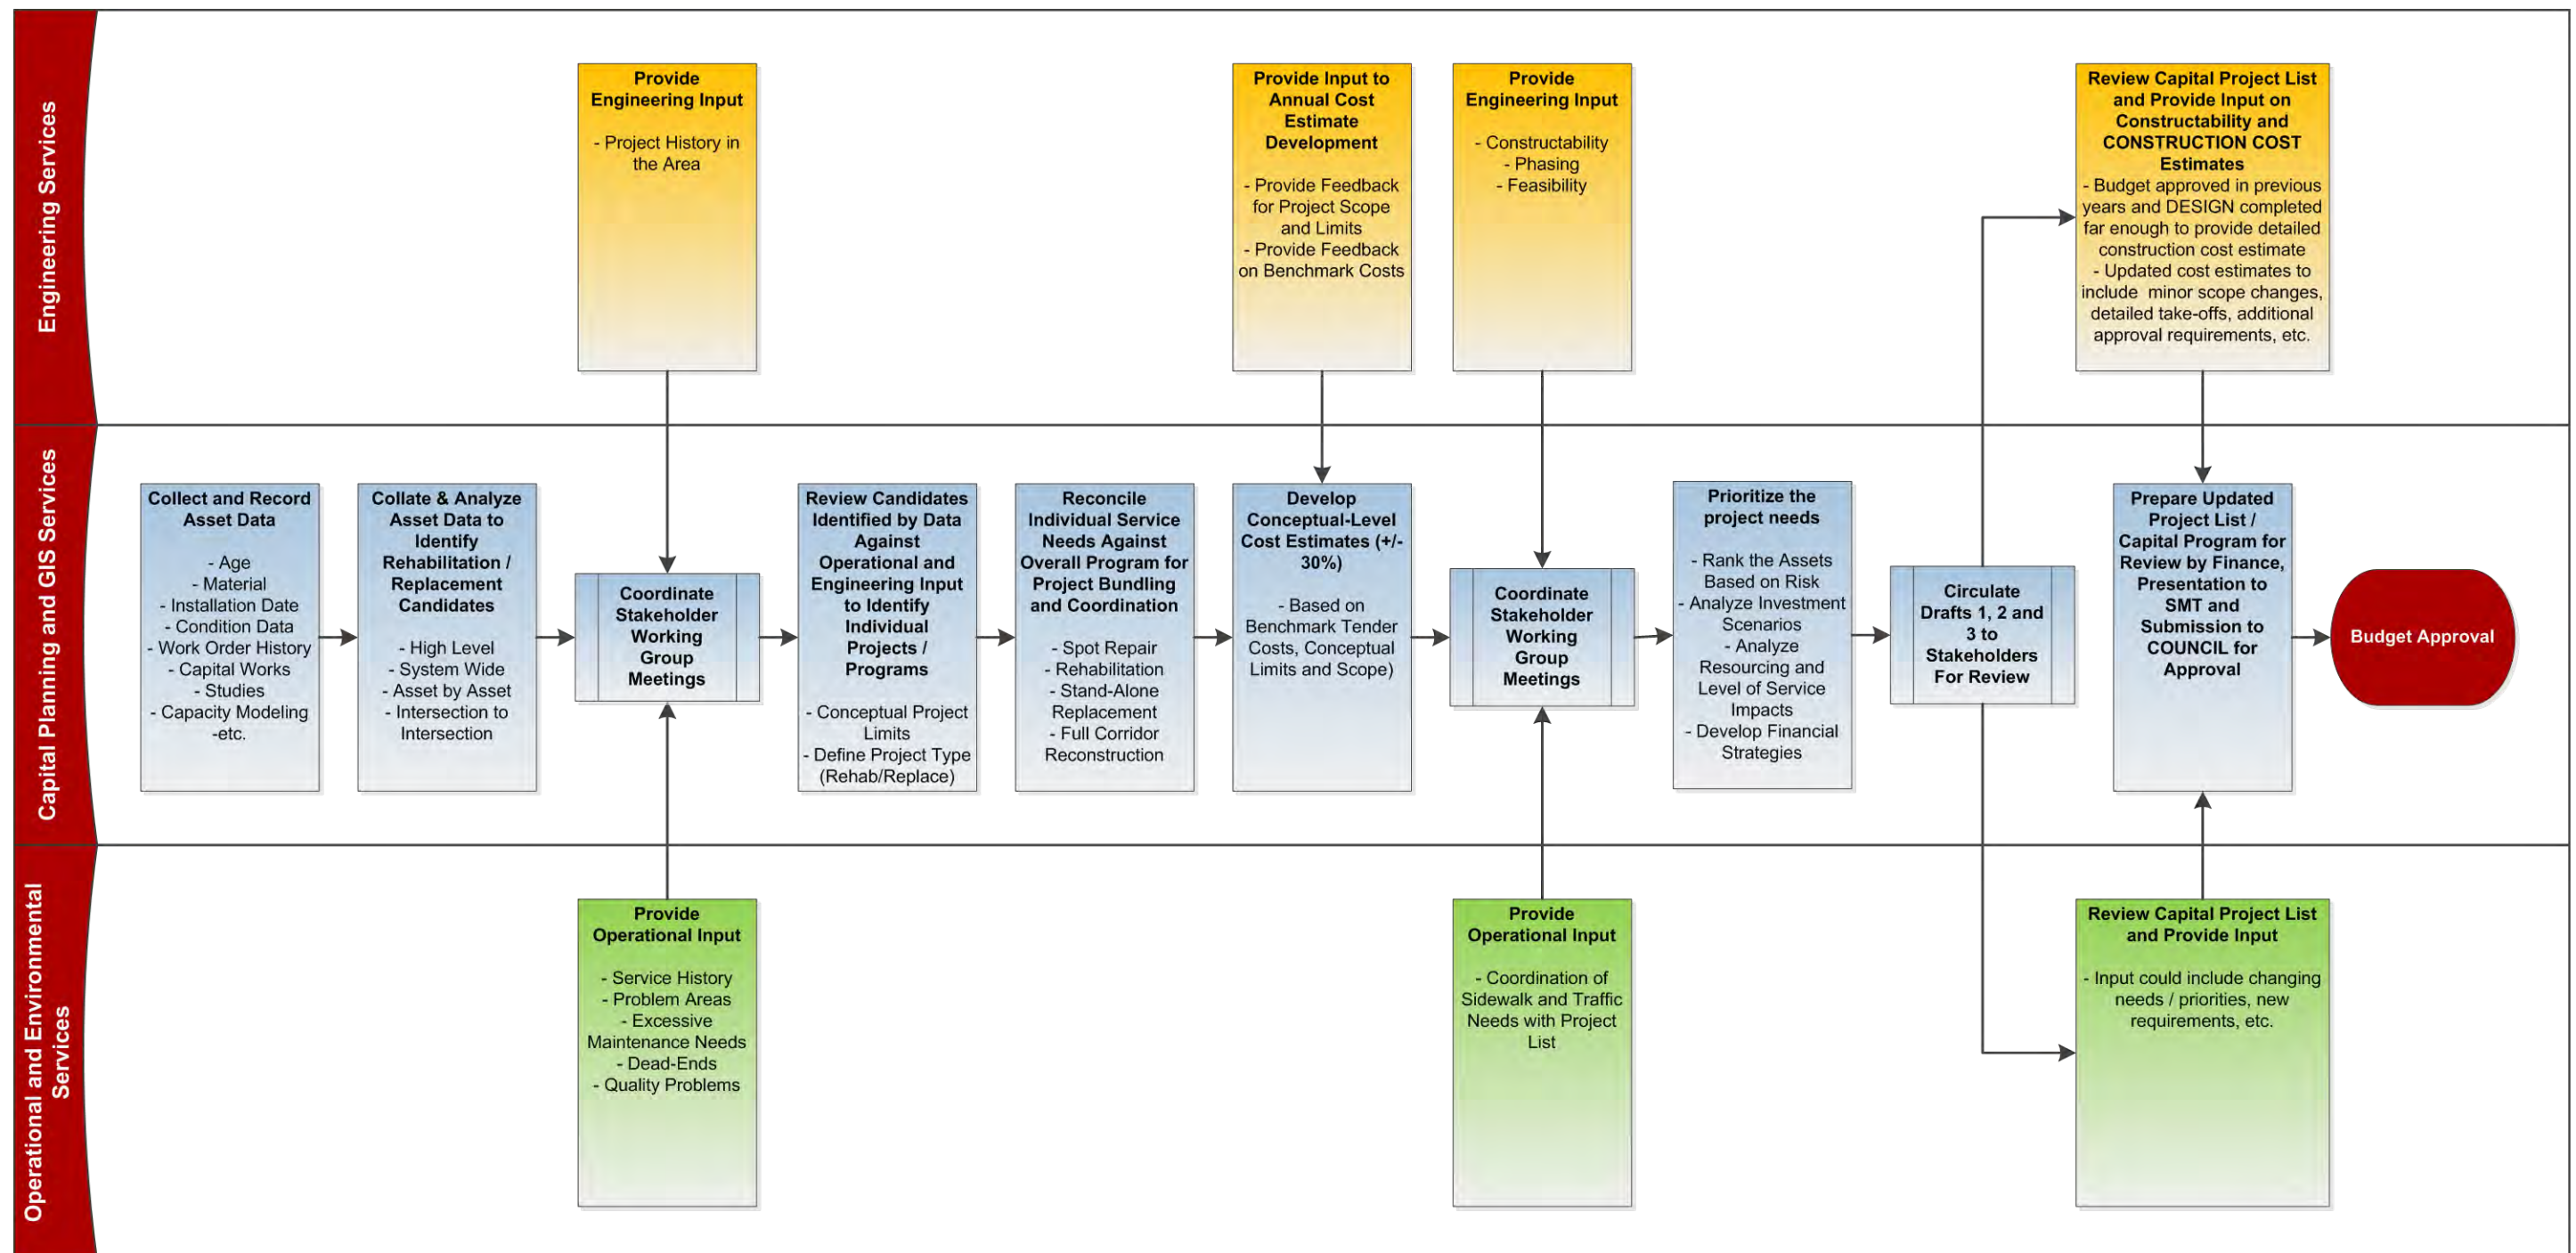 Engineering Services
Provide
Engineering Input
- Project History in
the Area
Provide Input to
Annual Cost
Estimate
Development
- Provide Feedback
for Project Scope
and Limits
- Provide Feedback
on Benchmark Costs
Provide
Engineering Input
- Constructability
- Phasing
- Feasibility
Review Capital Project List
and Provide Input on
Constructability and
CONSTRUCTION COST
Estimates
- Budget approved in previous
years and DESIGN completed
far enough to provide detailed
construction cost estimate
- Updated cost estimates to
include minor scope changes,
detailed take-offs, additional
approval requirements, etc.
Capital Planning and GIS Services
Collect and Record
Asset Data
- Age
- Material
- Installation Date
- Condition Data
- Work Order History
- Capital Works
- Studies
- Capacity Modeling
-etc.
Collate & Analyze
Asset Data to
Identify
Rehabilitation /
Replacement
Candidates
- High Level
- System Wide
- Asset by Asset
- Intersection to
Intersection
Coordinate
Stakeholder
Working
Group
Meetings
Review Candidates
Identified by Data
Against
Operational and
Engineering Input
to Identify
Individual
Projects /
Programs
- Conceptual Project
Limits
- Define Project Type
(Rehab/Replace)
Reconcile
Individual Service
Needs Against
Overall Program for
Project Bundling
and Coordination
- Spot Repair
- Rehabilitation
- Stand-Alone
Replacement
- Full Corridor
Reconstruction
Develop
Conceptual-Level
Cost Estimates (+/-
30%)
- Based on
Benchmark Tender
Costs, Conceptual
Limits and Scope)
Coordinate
Stakeholder
Working
Group
Meetings
Prioritize the
project needs
- Rank the Assets
Based on Risk
- Analyze Investment
Scenarios
- Analyze
Resourcing and
Level of Service
Impacts
- Develop Financial
Strategies
Circulate
Drafts 1, 2 and
3 to
Stakeholders
For Review
Prepare Updated
Project List /
Capital Program for
Review by Finance,
Presentation to
SMT and
Submission to
COUNCIL for
Approval
Budget Approval
Operational and Environmental
Services
Provide
Operational Input
- Service History
- Problem Areas
- Excessive
Maintenance Needs
- Dead-Ends
- Quality Problems
Provide
Operational Input
- Coordination of
Sidewalk and Traffic
Needs with Project
List
Review Capital Project List
and Provide Input
- Input could include changing
needs / priorities, new
requirements, etc.